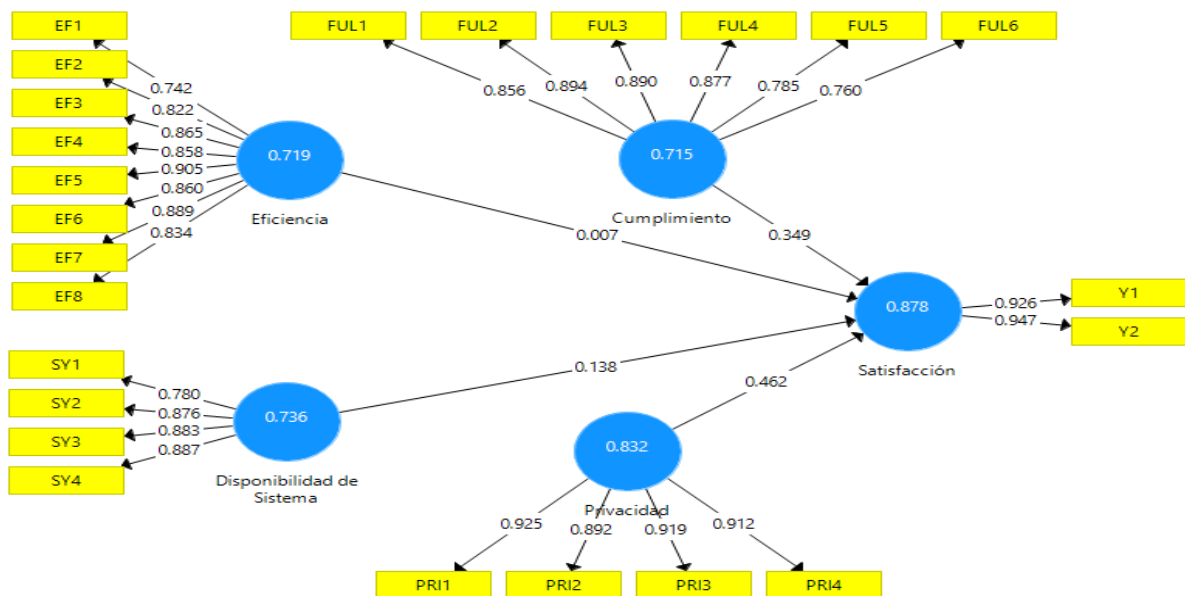 EF1
EF2
EF3
EF4
EF5
EF6
EF7
EF8
0.742
0.822
0.865
0.858
0.905
0.860
0.889
0.834
0.719
Eficiencia
FUL1
FUL2
FUL3
FUL4
FUL5
FUL6
0.856
0.894
0.890
0.877
0.785
0.760
0.715
Cumplimiento
0.007
0.349
0.878
Satisfacción
0.926
0.947
Y1
Y2
SY1
SY2
SY3
SY4
0.780
0.876
0.883
0.887
0.736
Disponibilidad de
Sistema
0.138
0.462
0.832
Privacidad
0.925
0.892
0.919
0.912
PRI1
PRI2
PRI3
PRI4